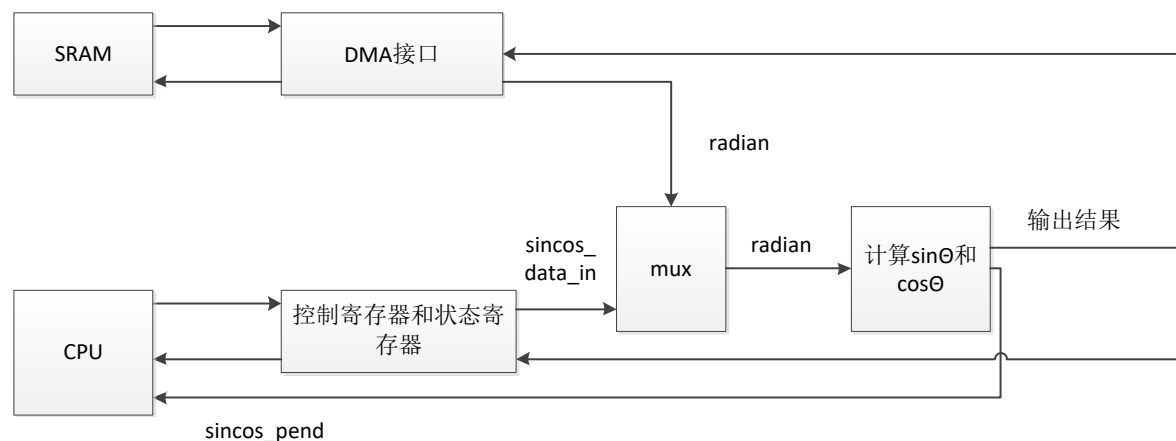 SRAM
DMA接口
radian
sincos_
data_in
mux
radian
计算sinΘ和
cosΘ
输出结果
CPU
控制寄存器和状态寄
存器
sincos_pend